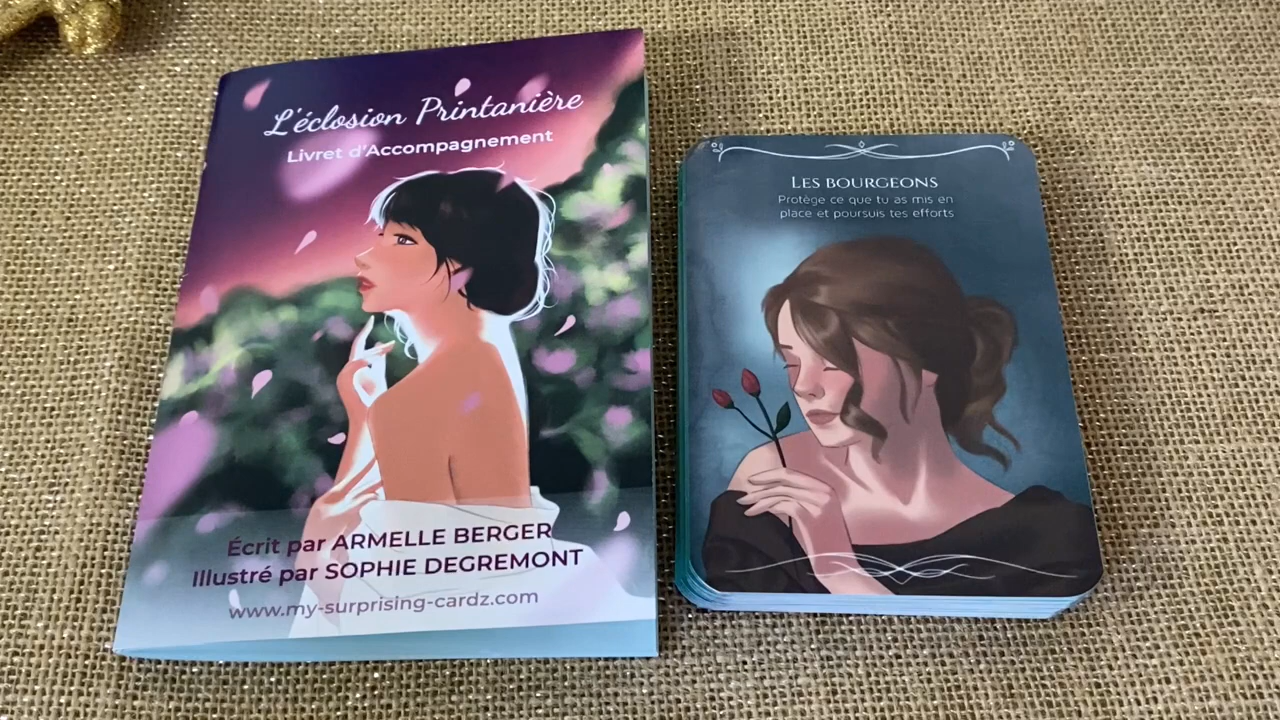 L'éclosion Printanière
Livret d'Accompagnement
Écrit par ARMELLE BERGER
Illustré par SOPHIE DEGREMONT
www.my-surprising-cardz.com
LES BOURGEONS
Protège ce que tu as mis en
place et poursuis tes efforts